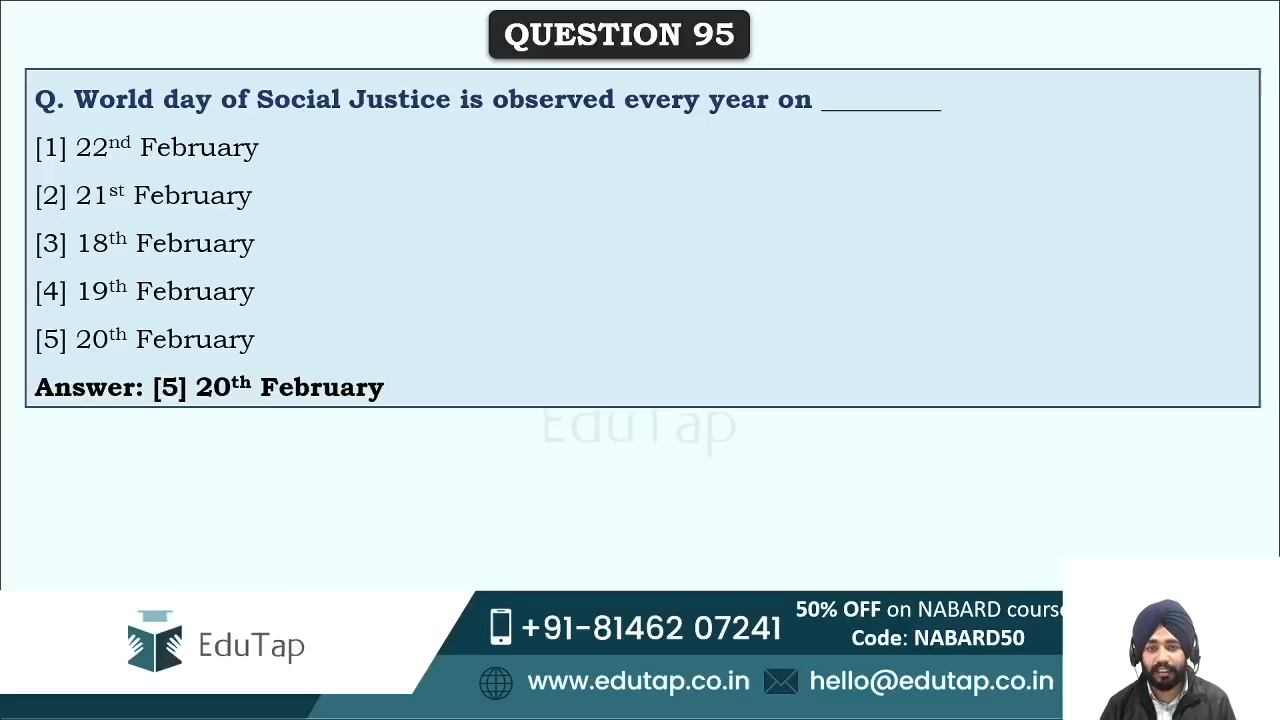 QUESTION 95
Q. World day of Social Justice is observed every year on _________
[1] 22nd February
[2] 21st February
[3] 18th February
[4] 19th February
[5] 20th February
Answer: [5] 20th February
EduTap
EduTap
+91-81462 07241
50% OFF on NABARD course
Code: NABARD50
www.edutap.co.in
hello@edutap.co.in